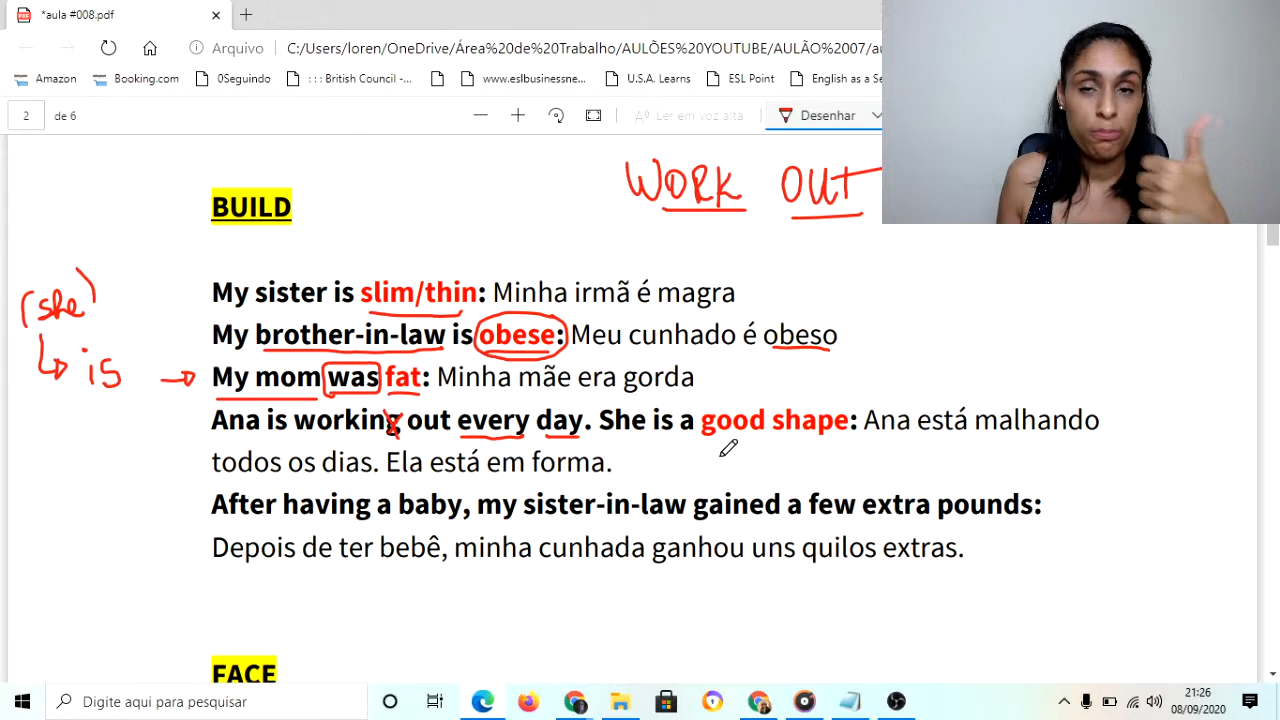 *aula #008.pdf
Arquivo C:/Users/loren/OneDrive/Área%20de%20Trabalho/AULÕES%20YOUTUBE/AULÃO%2007/au
Amazon Booking.com 0Seguindo ::: British Council -... www.eslbusinessne... U.S.A. Learns ESL Point English as a Se
2 de 6 Ler em voz alta Desenhar
WORK OUT
BUILD
(she)
is
My sister is slim/thin: Minha irmã é magra
My brother-in-law is obese: Meu cunhado é obeso
My mom was fat: Minha mãe era gorda
Ana is working out every day. She is a good shape: Ana está malhando
todos os dias. Ela está em forma.
After having a baby, my sister-in-law gained a few extra pounds:
Depois de ter bebê, minha cunhada ganhou uns quilos extras.
FACE
Digite aqui para pesquisar
21:26
08/09/2020